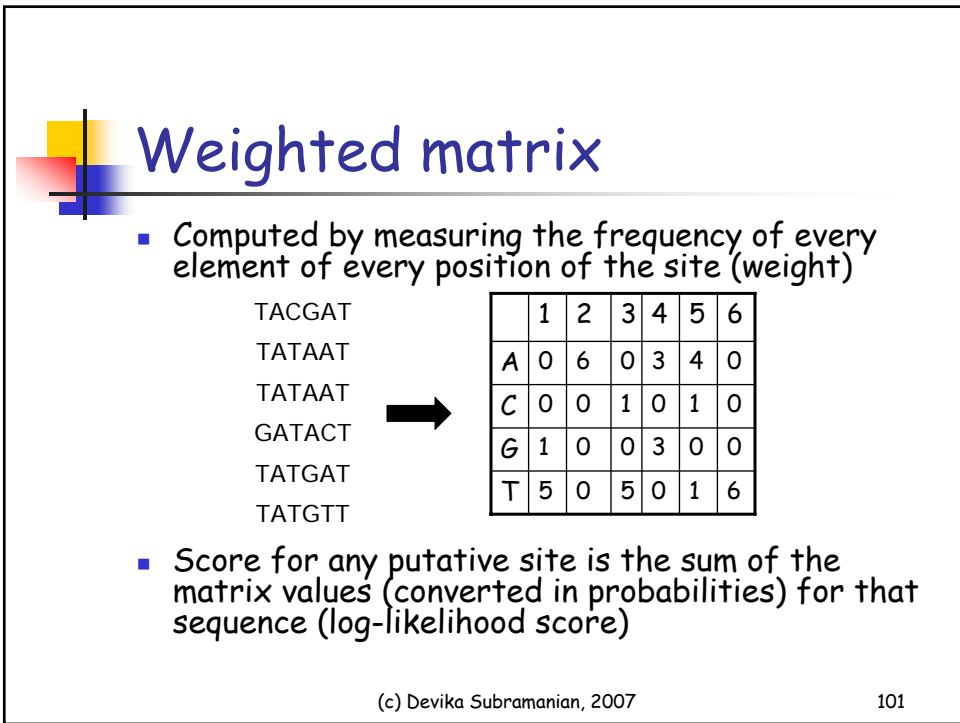 Weighted matrix
Computed by measuring the frequency of every
element of every position of the site (weight)
TACGAT
TATAAT
TATAAT
GATACT
TATGAT
TATGTT
1 2 3 4 5 6
A 0 6 0 3 4 0
C 0 0 1 0 1 0
G 1 0 0 3 0 0
T 5 0 5 0 1 6
Score for any putative site is the sum of the
matrix values (converted in probabilities) for that
sequence (log-likelihood score)
(c) Devika Subramanian, 2007 101